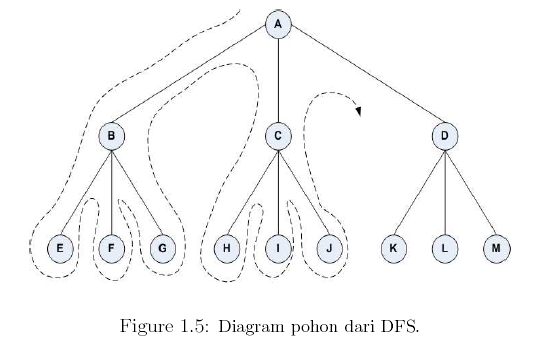 A
B C D
E F G H I J K L M
Figure 1.5: Diagram pohon dari DFS.